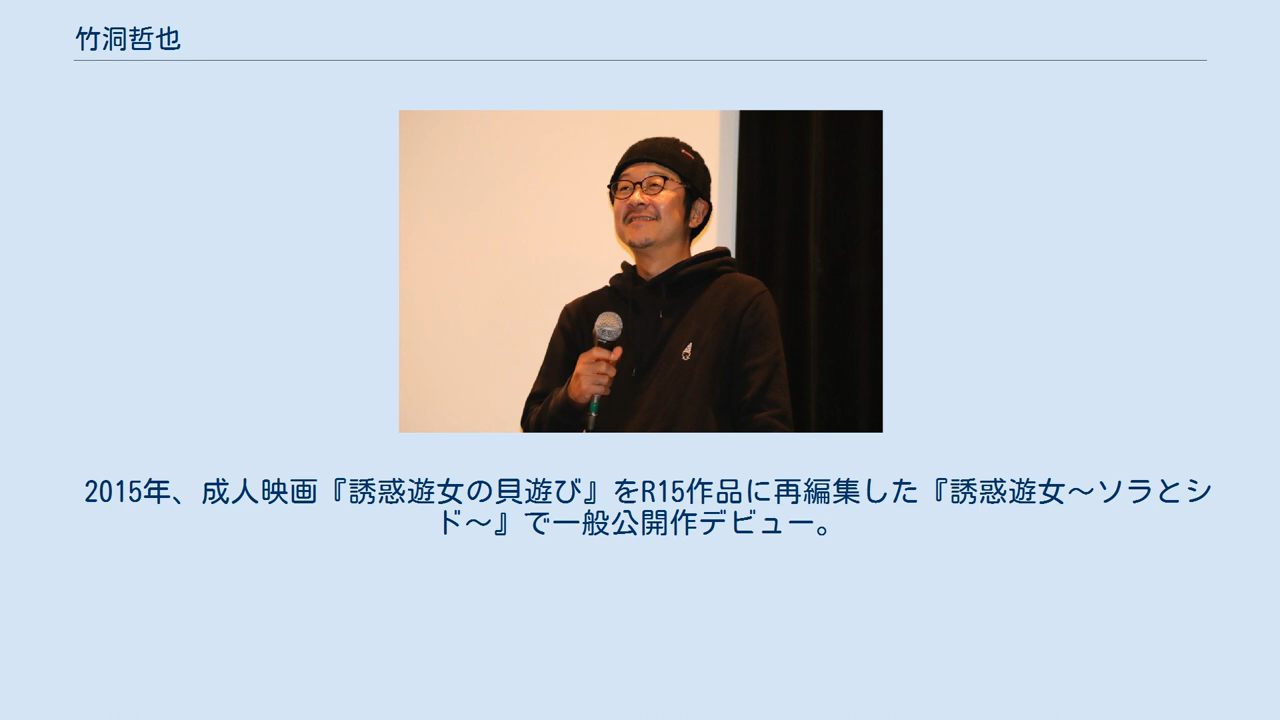 竹洞哲也
2015年、成人映画『誘惑遊女の貝遊び』をR15作品に再編集した『誘惑遊女〜ソラとシ
ド〜』で一般公開作デビュー。